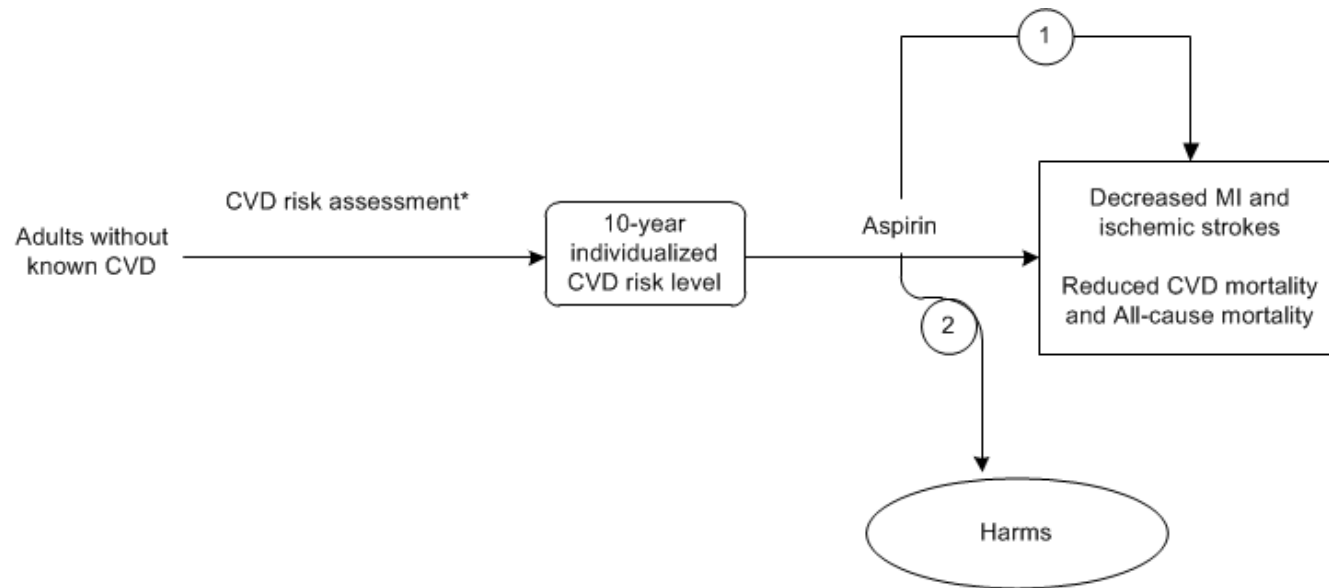 1
CVD risk assessment*
Adults without
known CVD
10-year
individualized
CVD risk level
Aspirin
Decreased MI and
ischemic strokes
Reduced CVD mortality
and All-cause mortality
2
Harms